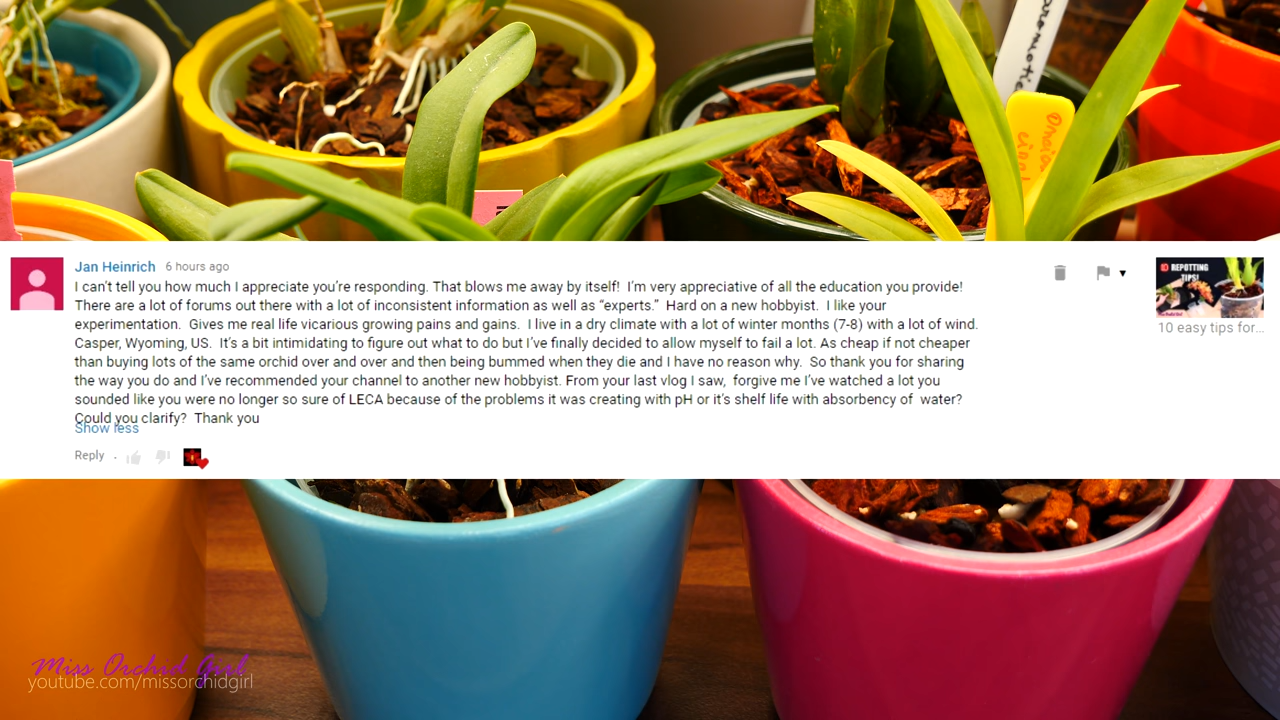 Jan Heinrich 6 hours ago
I can't tell you how much I appreciate you're responding. That blows me away by itself!  I'm very appreciative of all the education you provide!
There are a lot of forums out there with a lot of inconsistent information as well as “experts.”  Hard on a new hobbyist.  I like your
experimentation.  Gives me real life vicarious growing pains and gains.  I live in a dry climate with a lot of winter months (7-8) with a lot of wind.
Casper, Wyoming, US.  It's a bit intimidating to figure out what to do but I've finally decided to allow myself to fail a lot. As cheap if not cheaper
than buying lots of the same orchid over and over and then being bummed when they die and I have no reason why.  So thank you for sharing
the way you do and I've recommended your channel to another new hobbyist. From your last vlog I saw,  forgive me I've watched a lot you
sounded like you were no longer so sure of LECA because of the problems it was creating with pH or it's shelf life with absorbency of  water?
Could you clarify?  Thank you
Show less
Reply
10 REPOTTING
TIPS!
10 easy tips for...
Miss Orchid Girl
youtube.com/missorchidgirl